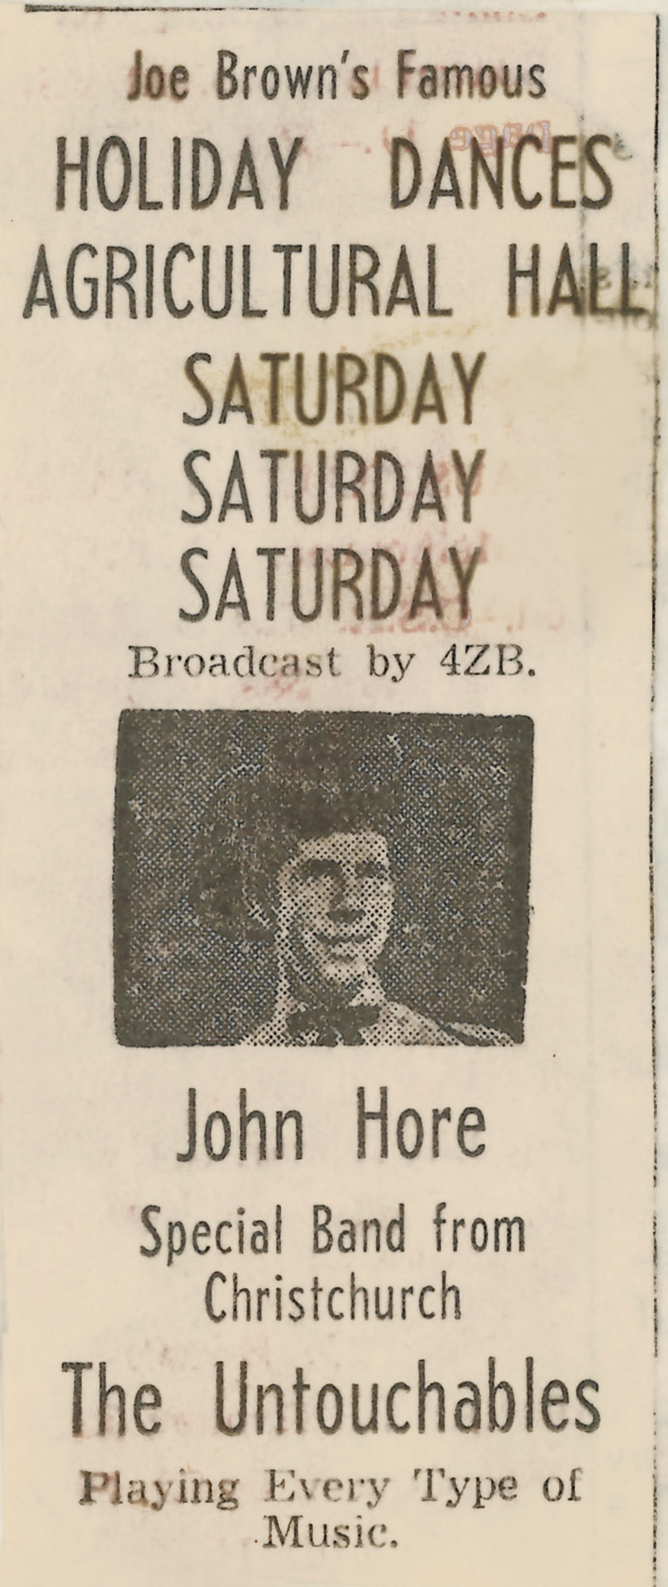 Joe Brown's Famous
HOLIDAY DANCES
AGRICULTURAL HALL
SATURDAY
SATURDAY
SATURDAY
Broadcast by 4ZB.
John Hore
Special Band from
Christchurch
The Untouchables
Playing Every Type of
Music.